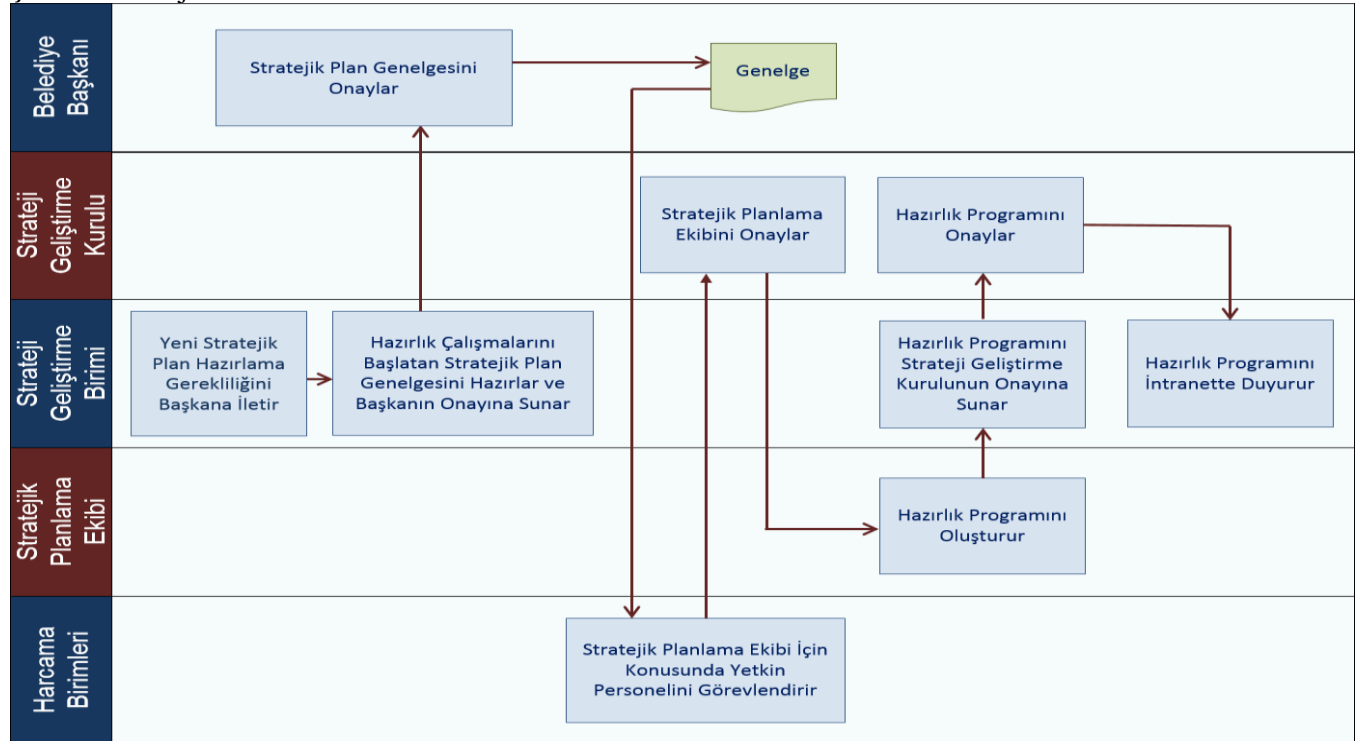 Belediye
Başkanı
Stratejik Plan Genelgesini
Onaylar
Genelge
Strateji
Geliştirme
Kurulu
Stratejik Planlama
Ekibini Onaylar
Hazırlık Programını
Onaylar
Strateji
Geliştirme
Birimi
Yeni Stratejik
Plan Hazırlama
Gerekliliğini
Başkana İletir
Hazırlık Çalışmalarını
Başlatan Stratejik Plan
Genelgesini Hazırlar ve
Başkanın Onayına Sunar
Hazırlık Programını
Strateji Geliştirme
Kurulunun Onayına
Sunar
Hazırlık Programını
İntranette Duyurur
Stratejik
Planlama
Ekibi
Hazırlık Programını
Oluşturur
Harcama
Birimleri
Stratejik Planlama Ekibi İçin
Konusunda Yetkin
Personelini Görevlendirir